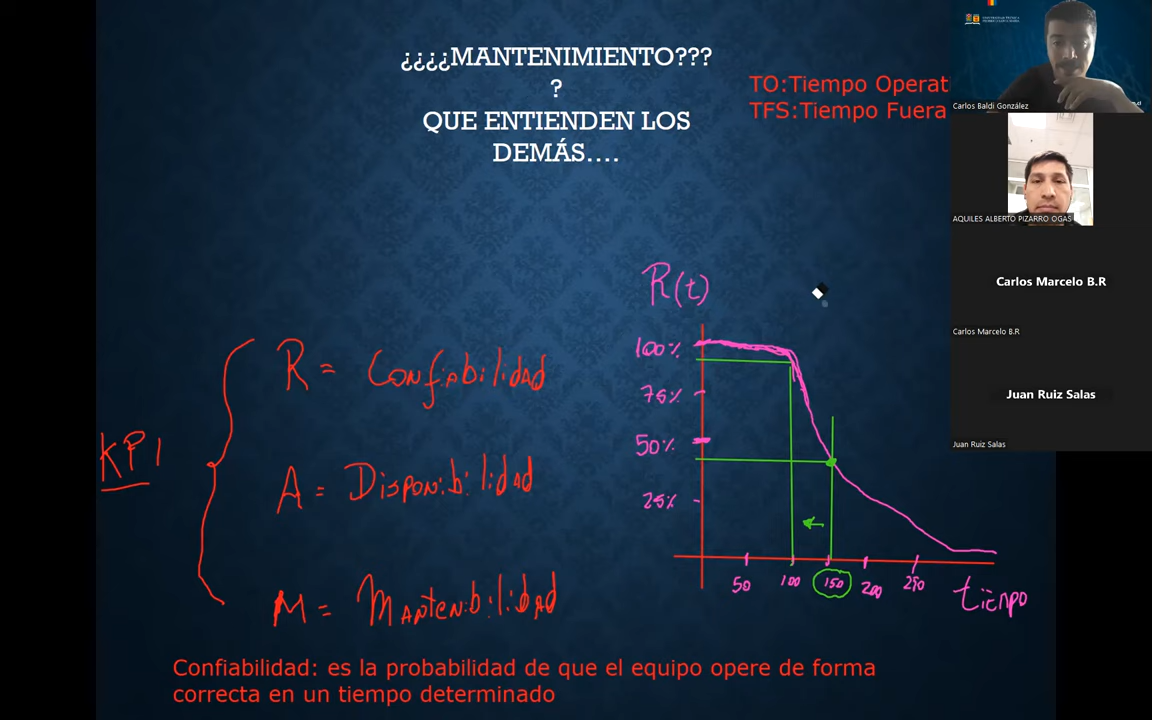 ¿¿¿¿MANTENIMIENTO???
?
QUE ENTIENDEN LOS
DEMÁS....
TO:Tiempo Operat
TFS:Tiempo Fuera
Carlos Baldi González
AQUILES ALBERTO PIZARRO OGAS
Carlos Marcelo B.R
Carlos Marcelo B.R
Juan Ruiz Salas
Juan Ruiz Salas
KPI
R = Confiabilidad
A = Disponibilidad
M = Mantenibilidad
R(t)
100%
75%
50%
25%
50 100 150 200 250 tiempo
Confiabilidad: es la probabilidad de que el equipo opere de forma
correcta en un tiempo determinado